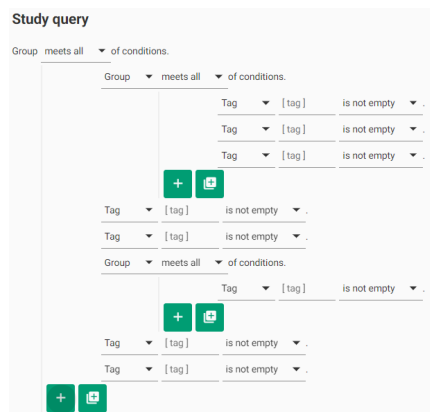 Study query
Group meets all of conditions.
Group meets all of conditions.
Tag [ tag ] is not empty .
Tag [ tag ] is not empty .
Tag [ tag ] is not empty .
+
Tag [ tag ] is not empty .
Tag [ tag ] is not empty .
Group meets all of conditions.
Tag [ tag ] is not empty .
+
Tag [ tag ] is not empty .
Tag [ tag ] is not empty .
+